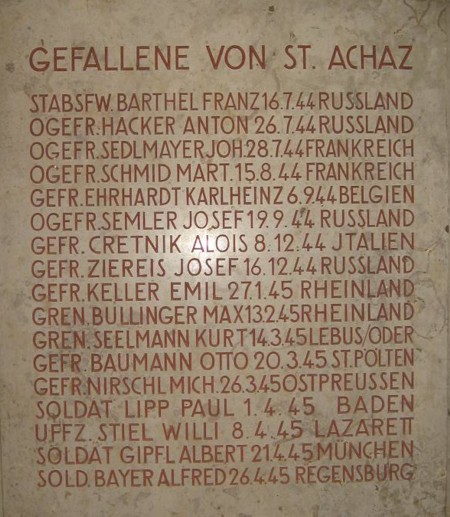 GEFALLENE VON ST. ACHAZ
STABSFW. BARTHEL FRANZ 16.7.44 RUSSLAND
OGEFR. HACKER ANTON 26.7.44 RUSSLAND
OGEFR. SEDLMAYER JOH. 28.7.44 FRANKREICH
OGEFR. SCHMID MART. 15.8.44 FRANKREICH
GEFR. EHRHARDT KARLHEINZ 6.9.44 BELGIEN
OGEFR. SEMLER JOSEF 19.9.44 RUSSLAND
GEFR. CRETNIK ALOIS 8.12.44 JTALIEN
GEFR. ZIEREIS JOSEF 16.12.44 RUSSLAND
GEFR. KELLER EMIL 27.1.45 RHEINLAND
GREN. BULLINGER MAX 13.2.45 RHEINLAND
GREN. SEELMANN KURT 14.3.45 LEBUS/ODER
GEFR. BAUMANN OTTO 20.3.45 ST. PÖLTEN
GEFR. NIRSCHL MICH. 26.3.45 OSTPREUSSEN
SOLDAT LIPP PAUL 1.4.45 BADEN
UFFZ. STIEL WILLI 8.4.45 LAZARETT
SOLDAT GIPFL ALBERT 21.4.45 MÜNCHEN
SOLD. BAYER ALFRED 26.4.45 REGENSBURG